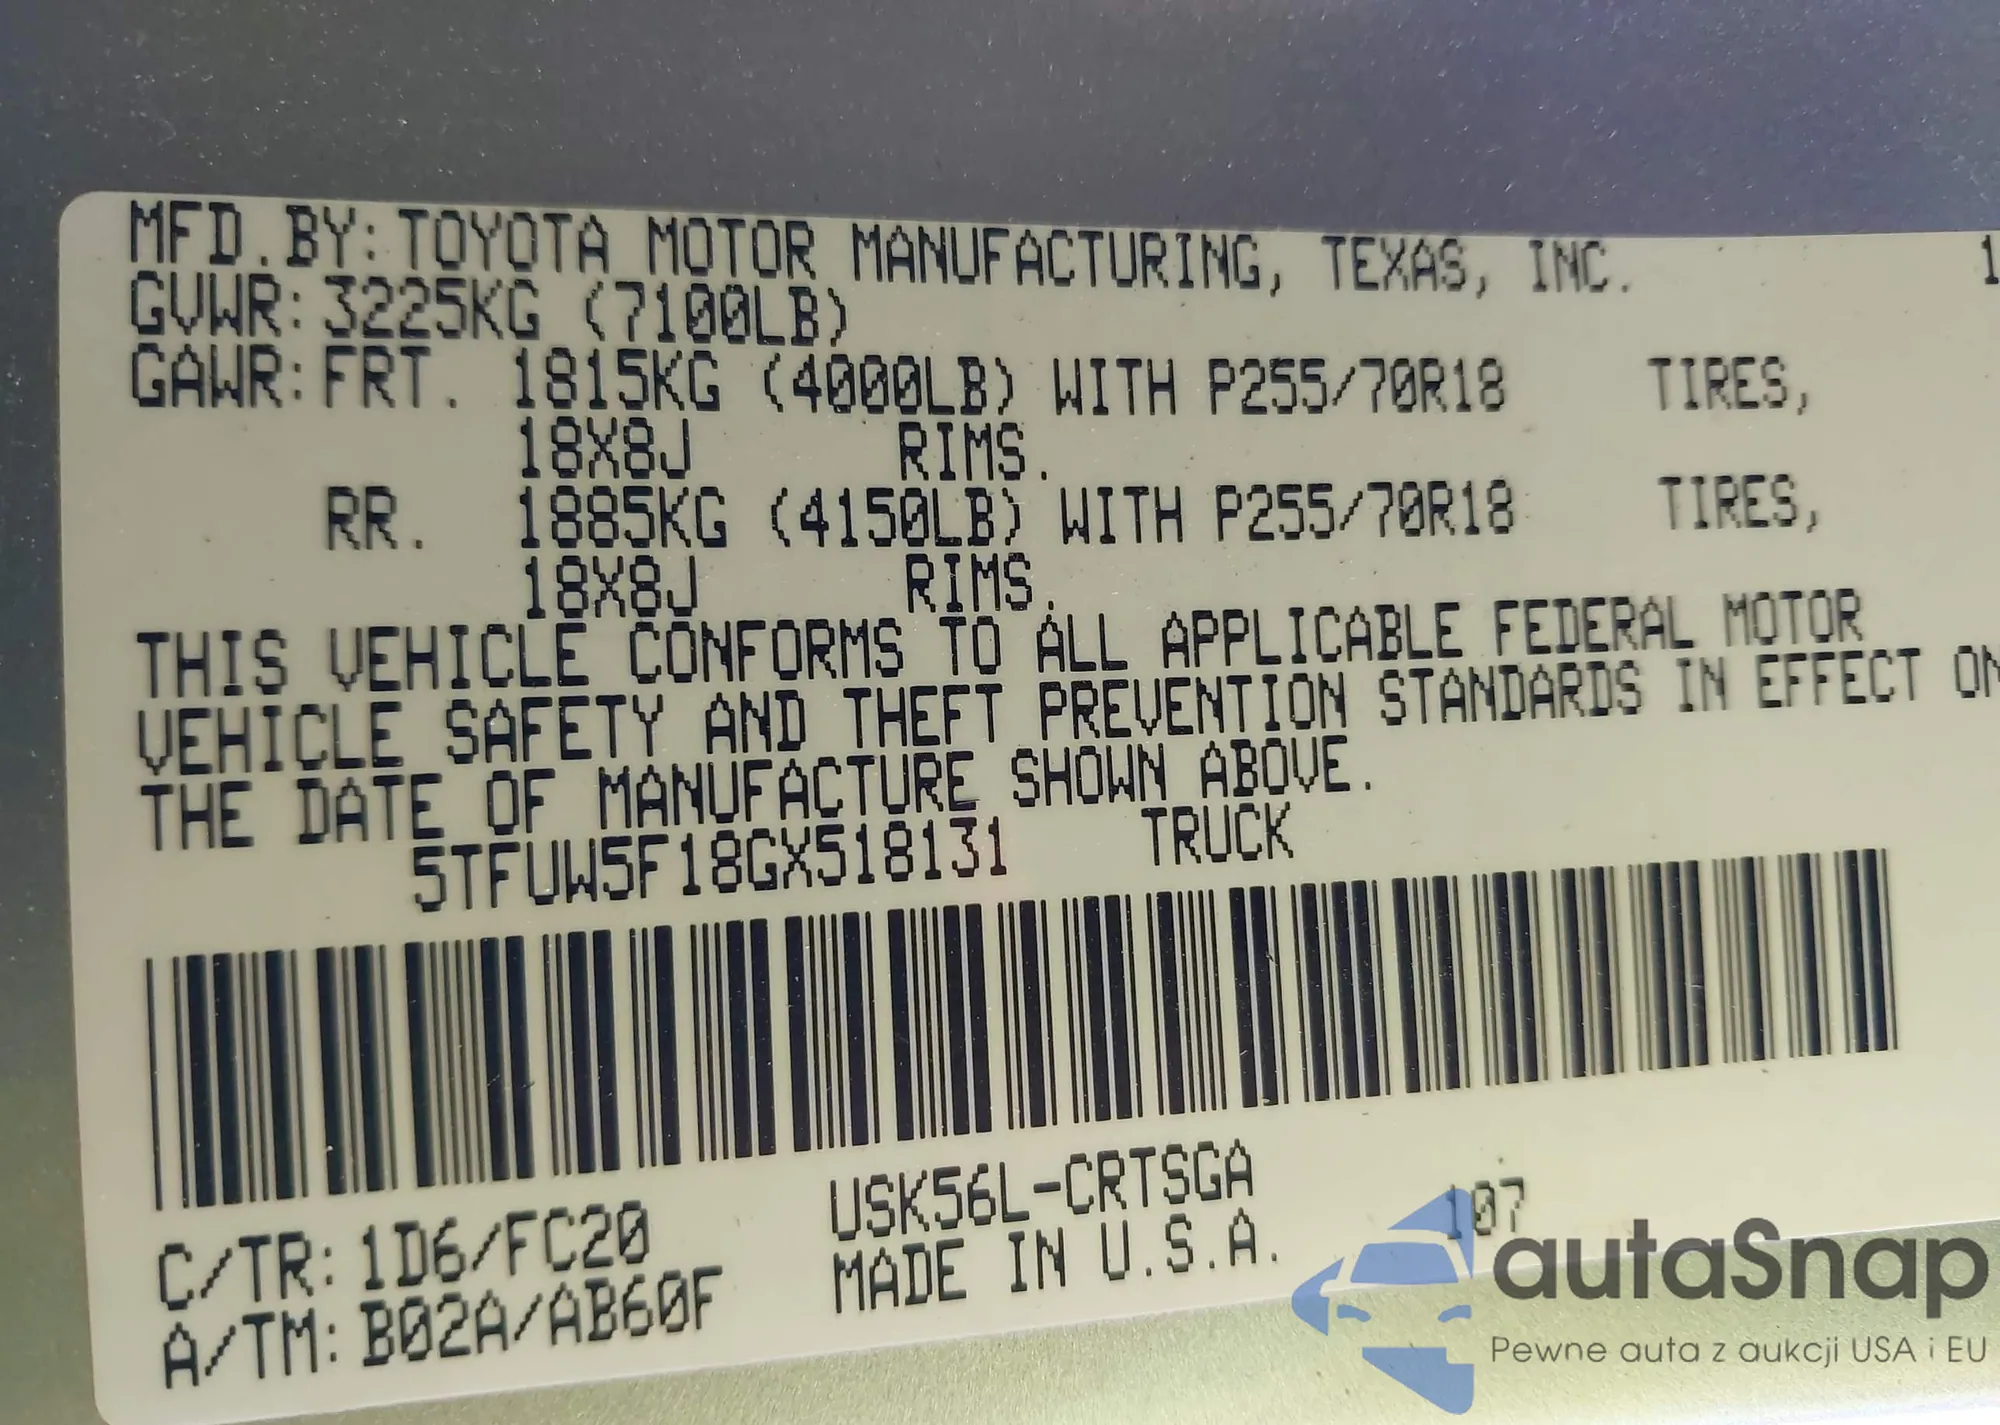 MFD.BY: TOYOTA MOTOR MANUFACTURING, TEXAS, INC. 1
GVWR: 3225KG (7100LB)
GAWR: FRT. 1815KG (4000LB) WITH P255/70R18 TIRES,
18X8J RIMS.
RR. 1885KG (4150LB) WITH P255/70R18 TIRES,
18X8J RIMS.
THIS VEHICLE CONFORMS TO ALL APPLICABLE FEDERAL MOTOR
VEHICLE SAFETY AND THEFT PREVENTION STANDARDS IN EFFECT ON
THE DATE OF MANUFACTURE SHOWN ABOVE.
5TFUW5F18GX518131 TRUCK
USK56L-CRTSGA 107
C/TR: 1D6/FC20
MADE IN U.S.A.
A/TM: B02A/AB60F
autaSnap
Pewne auta z aukcji USA i EU